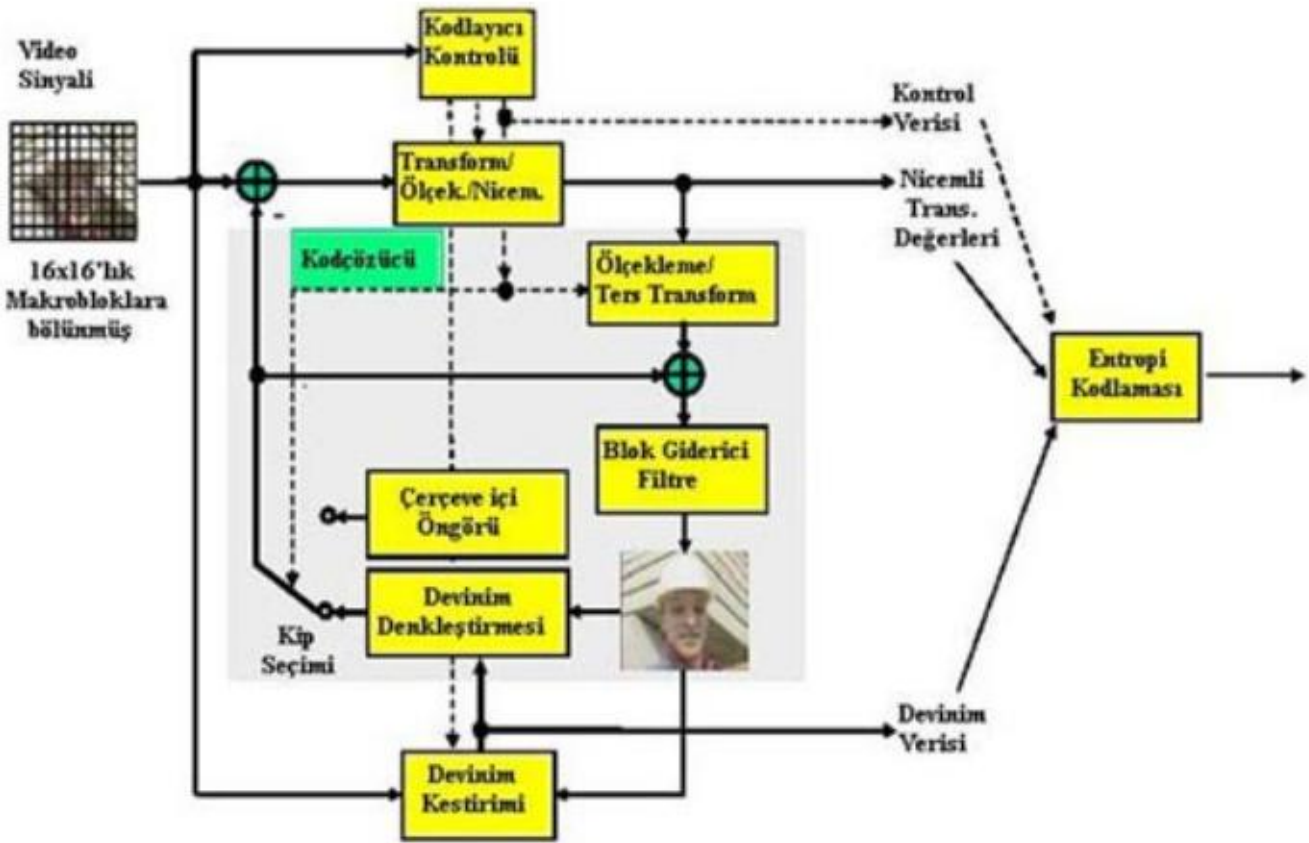 Video
Sinyali
16x16'lık
Makrobloklara
bölünmüş
Kodlayıcı
Kontrolü
Transform/
Ölçek./Nicem.
Kodçözücü
Ölçekleme/
Ters Transform
Blok Giderici
Filtre
Çerçeve içi
Öngörü
Devinim
Denkleştirmesi
Kip
Seçimi
Devinim
Kestirimi
Kontrol
Verisi
Nicemli
Trans.
Değerleri
Devinim
Verisi
Entropi
Kodlaması